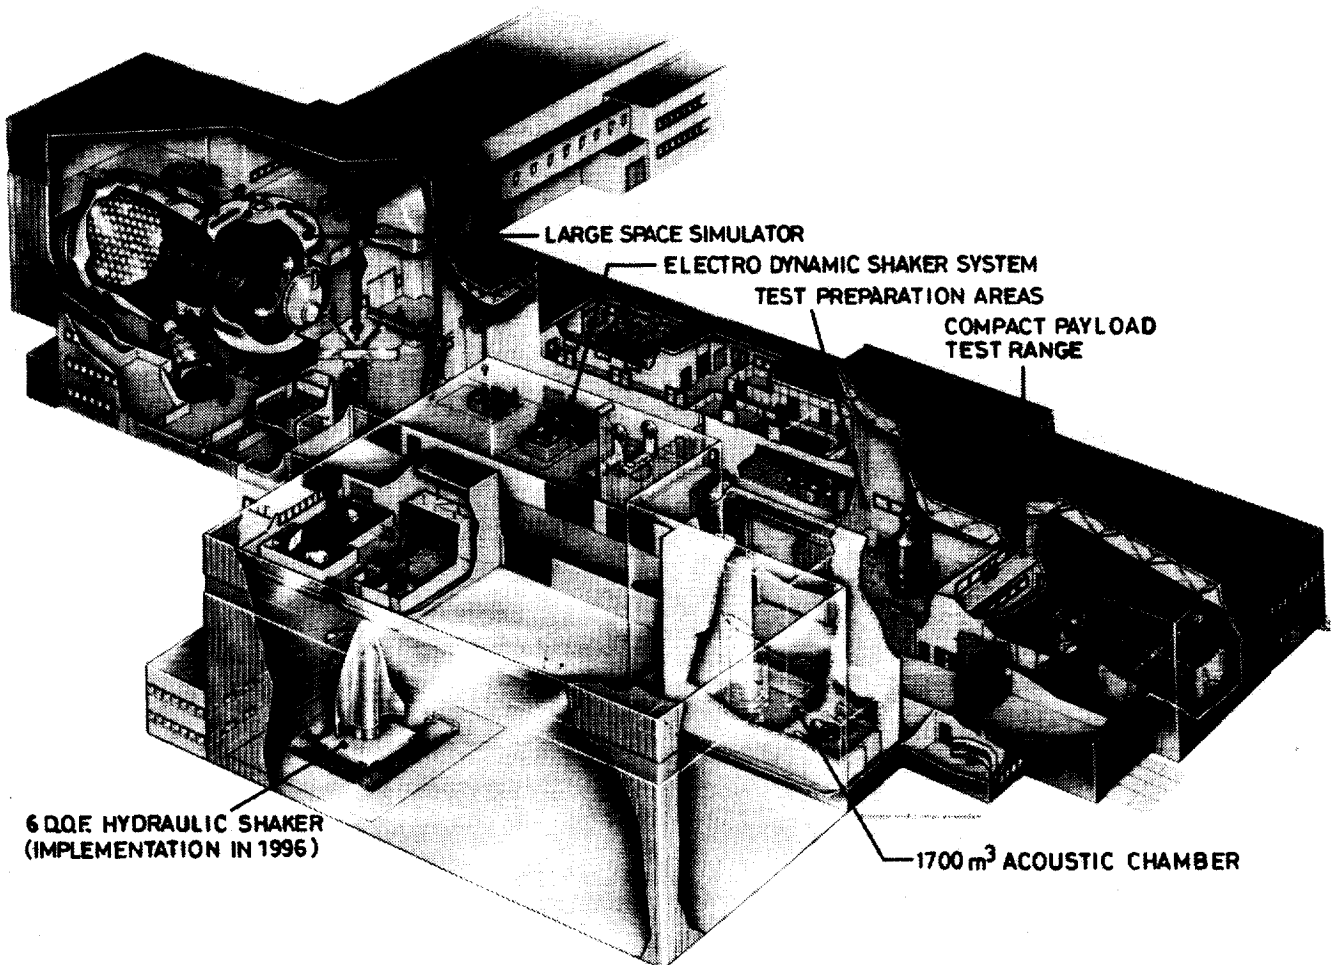 LARGE SPACE SIMULATOR
ELECTRO DYNAMIC SHAKER SYSTEM
TEST PREPARATION AREAS
COMPACT PAYLOAD
TEST RANGE
6 D.O.F. HYDRAULIC SHAKER
(IMPLEMENTATION IN 1996)
1700 m³ ACOUSTIC CHAMBER